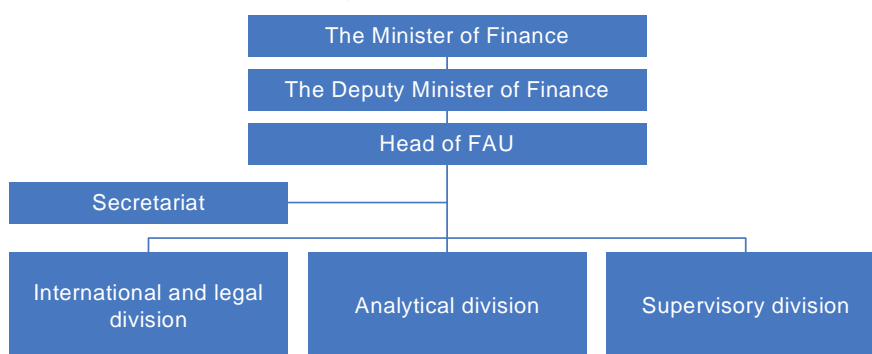 The Minister of Finance
The Deputy Minister of Finance
Head of FAU
Secretariat
International and legal
division
Analytical division
Supervisory division